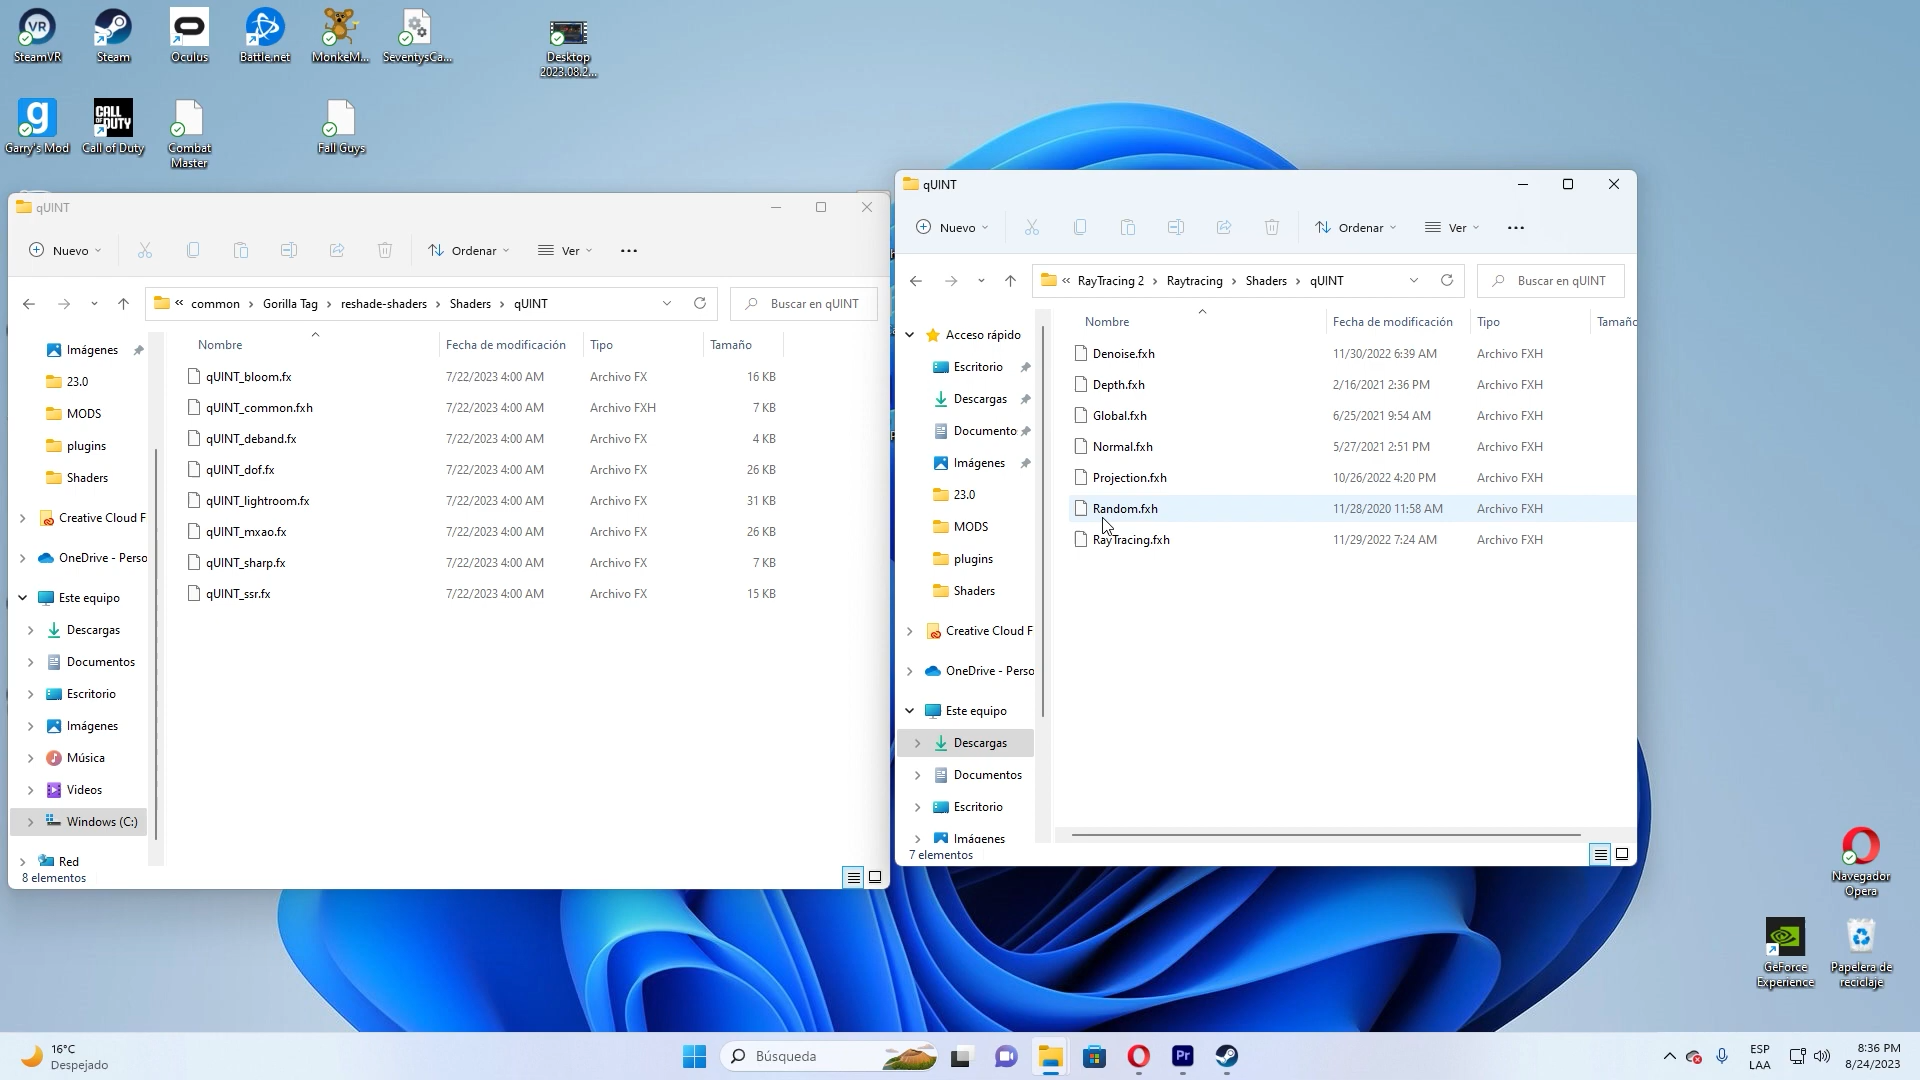 SteamVR
Steam
Oculus
Battle.net
MonkeM...
SeventysCa...
Desktop
2023.08.2...
Garry's Mod
CALL OF DUTY
Call of Duty
Combat
Master
Fall Guys
qUINT
Nuevo
Ordenar
Ver
« common > Gorilla Tag > reshade-shaders > Shaders > qUINT
Buscar en qUINT
Imágenes
23.0
MODS
plugins
Shaders
Creative Cloud F
OneDrive - Perso
Este equipo
Descargas
Documentos
Escritorio
Imágenes
Música
Videos
Windows (C:)
Red
8 elementos
Nombre Fecha de modificación Tipo Tamaño
qUINT_bloom.fx 7/22/2023 4:00 AM Archivo FX 16 KB
qUINT_common.fxh 7/22/2023 4:00 AM Archivo FXH 7 KB
qUINT_deband.fx 7/22/2023 4:00 AM Archivo FX 4 KB
qUINT_dof.fx 7/22/2023 4:00 AM Archivo FX 26 KB
qUINT_lightroom.fx 7/22/2023 4:00 AM Archivo FX 31 KB
qUINT_mxao.fx 7/22/2023 4:00 AM Archivo FX 26 KB
qUINT_sharp.fx 7/22/2023 4:00 AM Archivo FX 7 KB
qUINT_ssr.fx 7/22/2023 4:00 AM Archivo FX 15 KB
qUINT
Nuevo
Ordenar
Ver
« RayTracing 2 > Raytracing > Shaders > qUINT
Buscar en qUINT
Acceso rápido
Escritorio
Descargas
Documento
Imágenes
23.0
MODS
plugins
Shaders
Creative Cloud F
OneDrive - Perso
Este equipo
Descargas
Documentos
Escritorio
Imágenes
7 elementos
Nombre Fecha de modificación Tipo Tamaño
Denoise.fxh 11/30/2022 6:39 AM Archivo FXH
Depth.fxh 2/16/2021 2:36 PM Archivo FXH
Global.fxh 6/25/2021 9:54 AM Archivo FXH
Normal.fxh 5/27/2021 2:51 PM Archivo FXH
Projection.fxh 10/26/2022 4:20 PM Archivo FXH
Random.fxh 11/28/2020 11:58 AM Archivo FXH
RayTracing.fxh 11/29/2022 7:24 AM Archivo FXH
Navegador
Opera
GeForce
Experience
Papelera de
reciclaje
16°C
Despejado
Búsqueda
Pr
ESP
LAA
8:36 PM
8/24/2023